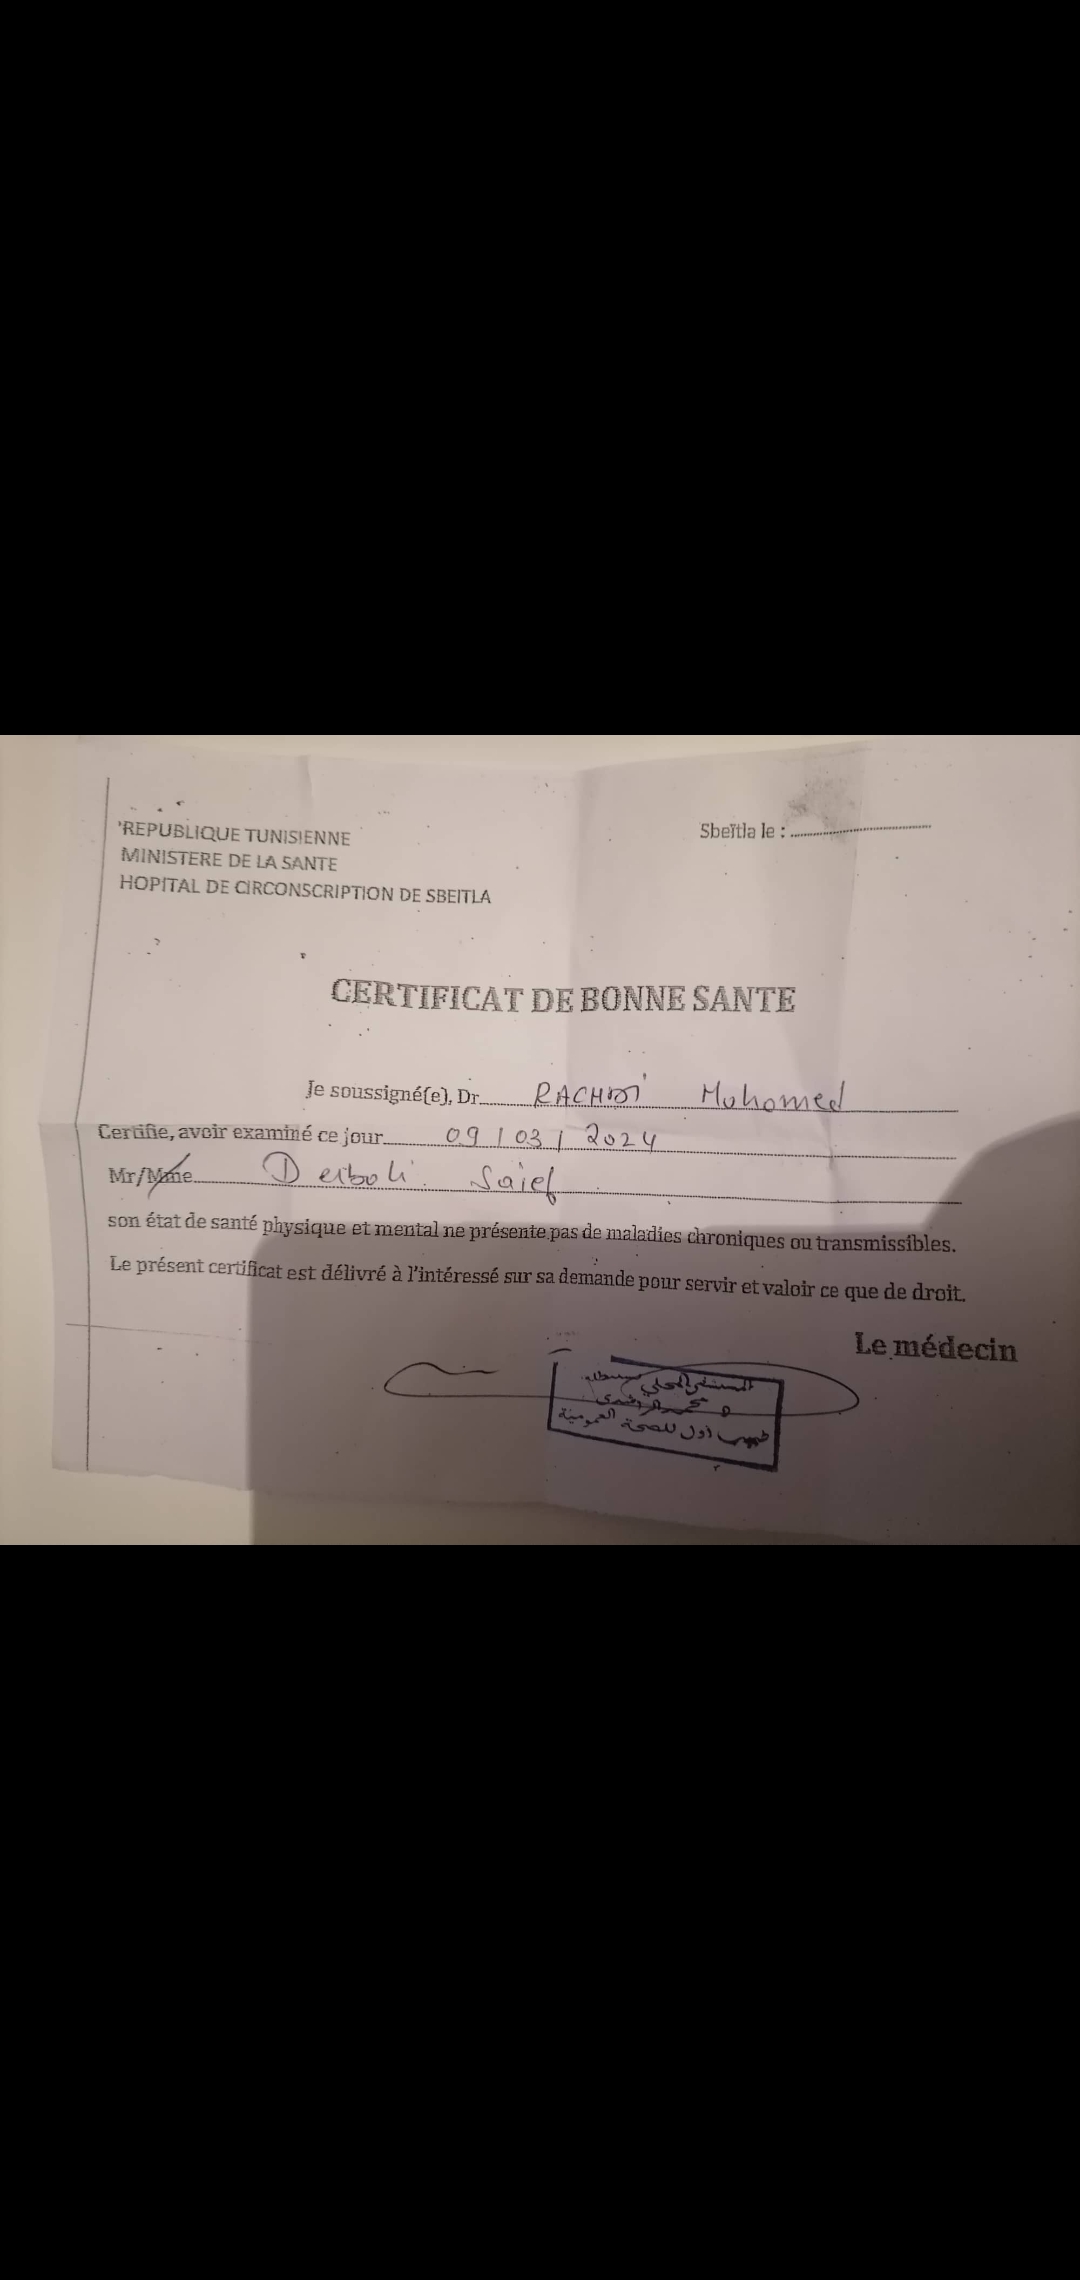 REPUBLIQUE TUNISIENNE
MINISTERE DE LA SANTE
HOPITAL DE CIRCONSCRIPTION DE SBEITLA
Sbeïtla le :
CERTIFICAT DE BONNE SANTE
Je soussigné(e), Dr RACHDI Mohamed
Certifie, avoir examiné ce jour 09/03/2024
Mr/Mme Saief
son état de santé physique et mental ne présente pas de maladies chroniques ou transmissibles.
Le présent certificat est délivré à l'intéressé sur sa demande pour servir et valoir ce que de droit.
Le médecin
المستشفى المحلي
طبيب أول للصحة العمومية